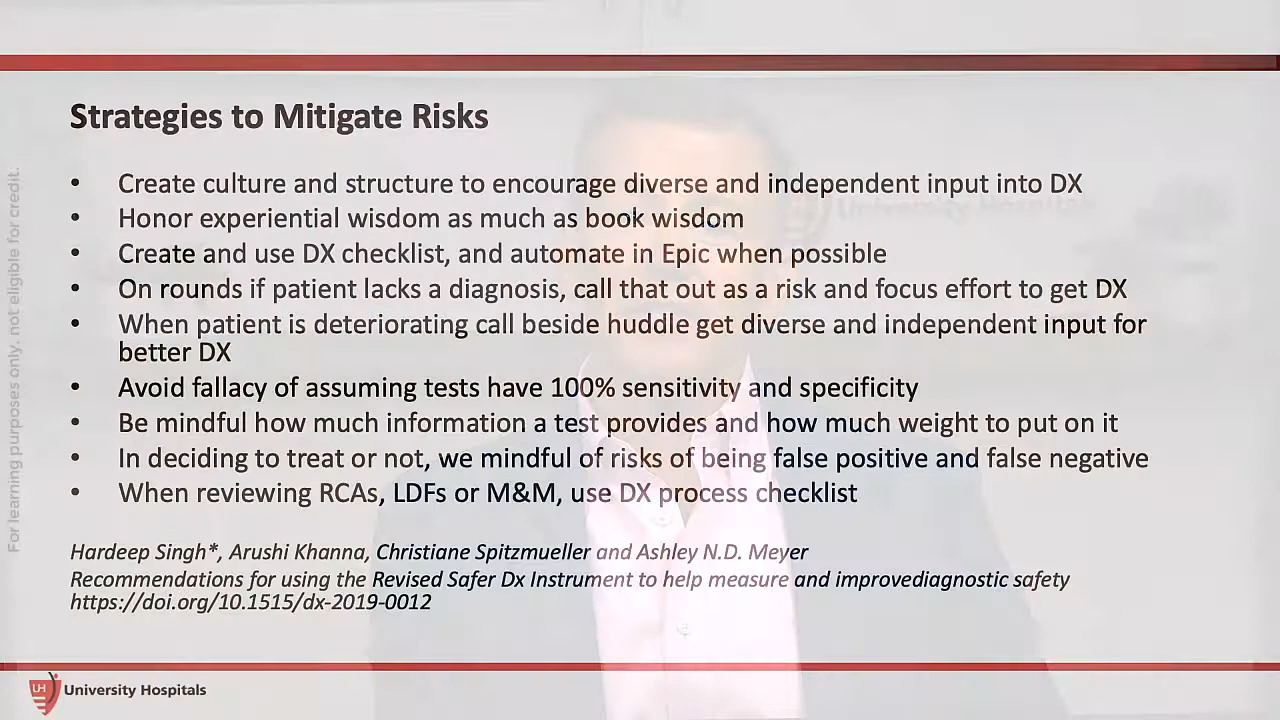 Strategies to Mitigate Risks
• Create culture and structure to encourage diverse and independent input into DX
• Honor experiential wisdom as much as book wisdom
• Create and use DX checklist, and automate in Epic when possible
• On rounds if patient lacks a diagnosis, call that out as a risk and focus effort to get DX
• When patient is deteriorating call beside huddle get diverse and independent input for
better DX
• Avoid fallacy of assuming tests have 100% sensitivity and specificity
• Be mindful how much information a test provides and how much weight to put on it
• In deciding to treat or not, we mindful of risks of being false positive and false negative
• When reviewing RCAs, LDFs or M&M, use DX process checklist
Hardeep Singh*, Arushi Khanna, Christiane Spitzmueller and Ashley N.D. Meyer
Recommendations for using the Revised Safer Dx Instrument to help measure and improvediagnostic safety
https://doi.org/10.1515/dx-2019-0012
For learning purposes only. not eligible for credit.
University Hospitals
UH
University Hospitals